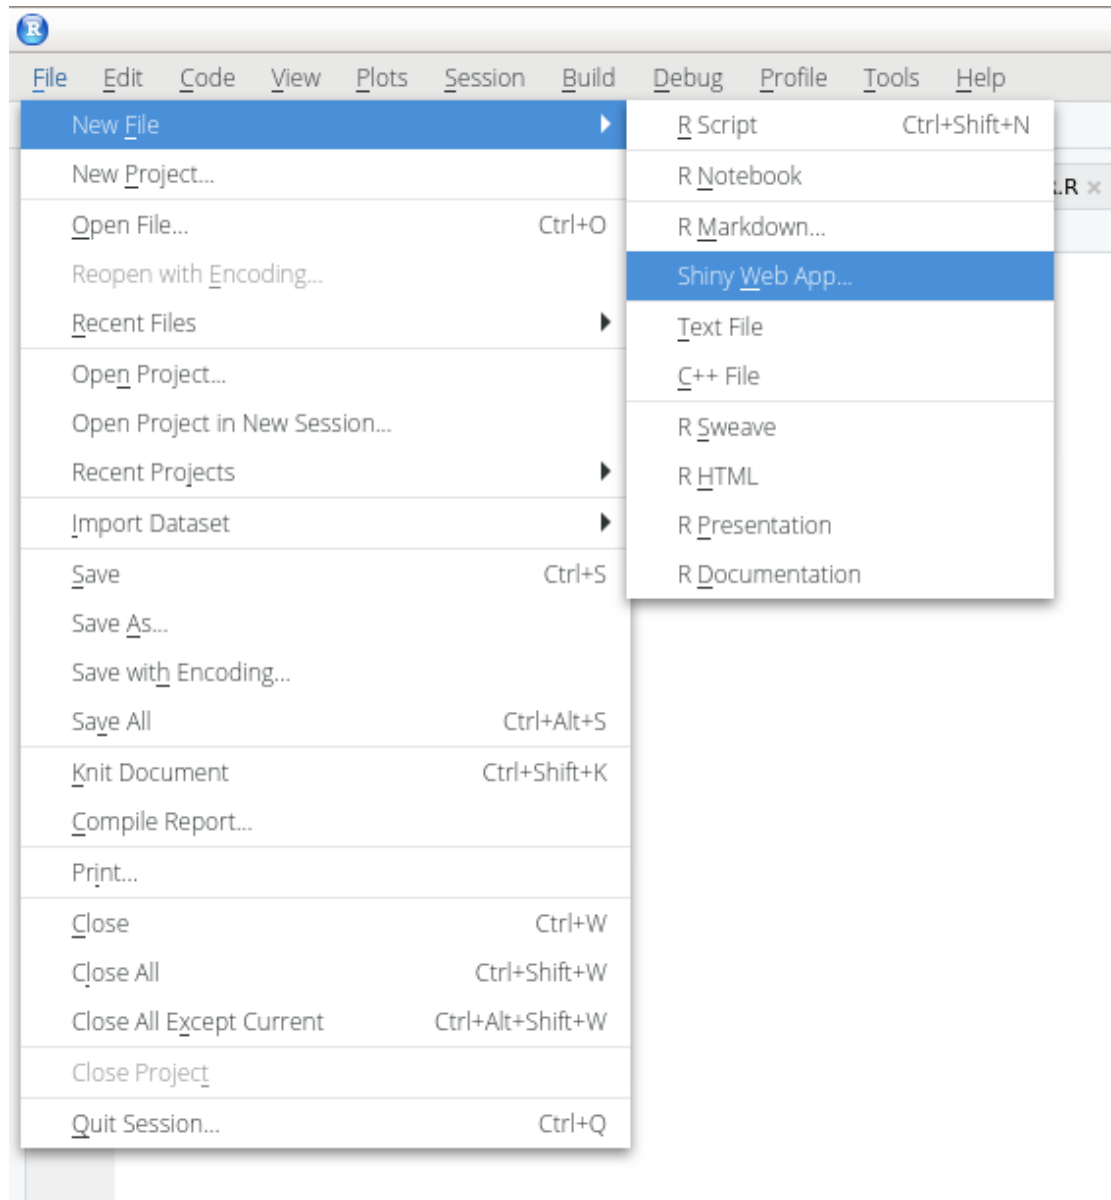 R
File Edit Code View Plots Session Build Debug Profile Tools Help
New File
New Project...
Open File... Ctrl+O
Reopen with Encoding...
Recent Files
Open Project...
Open Project in New Session...
Recent Projects
Import Dataset
Save Ctrl+S
Save As...
Save with Encoding...
Save All Ctrl+Alt+S
Knit Document Ctrl+Shift+K
Compile Report...
Print...
Close Ctrl+W
Close All Ctrl+Shift+W
Close All Except Current Ctrl+Alt+Shift+W
Close Project
Quit Session... Ctrl+Q
R Script Ctrl+Shift+N
R Notebook
R Markdown...
Shiny Web App...
Text File
C++ File
R Sweave
R HTML
R Presentation
R Documentation
.R ×